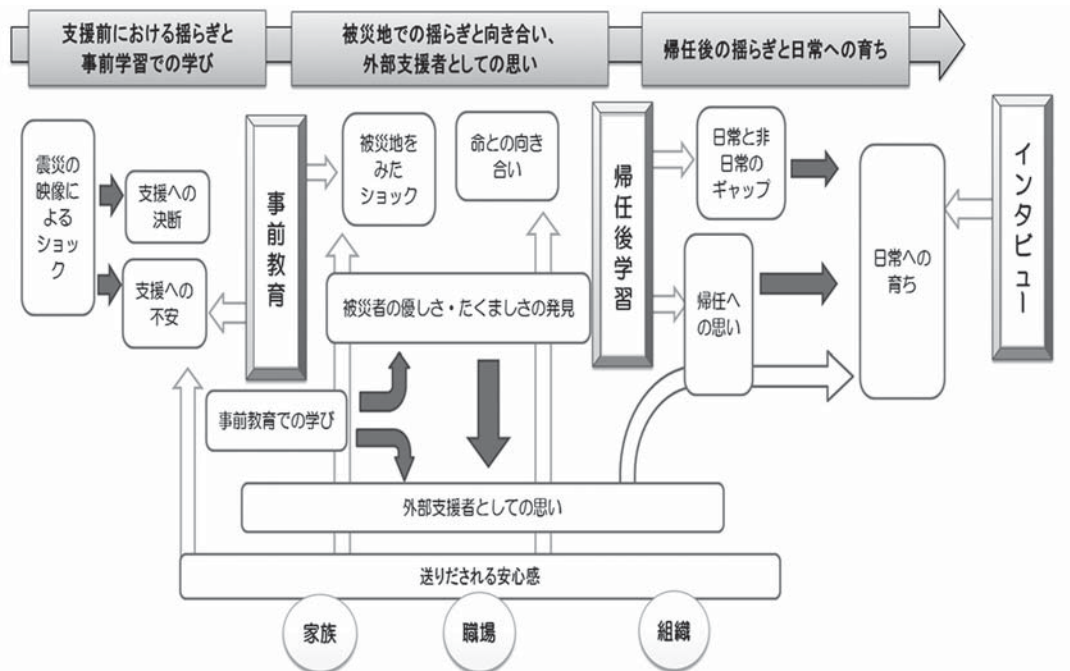 支援前における揺らぎと
事前学習での学び
被災地での揺らぎと向き合い、
外部支援者としての思い
帰任後の揺らぎと日常への育ち
震災の
映像に
よる
ショッ
ク
支援への
決断
支援への
不安
事前教育
被災地を
みた
ショック
命との向き
合い
被災者の優しさ・たくましさの発見
事前教育での学び
外部支援者としての思い
送りだされる安心感
家族
職場
組織
帰任後学習
日常と非
日常の
ギャップ
帰任へ
の思い
日常への
育ち
インタビュー